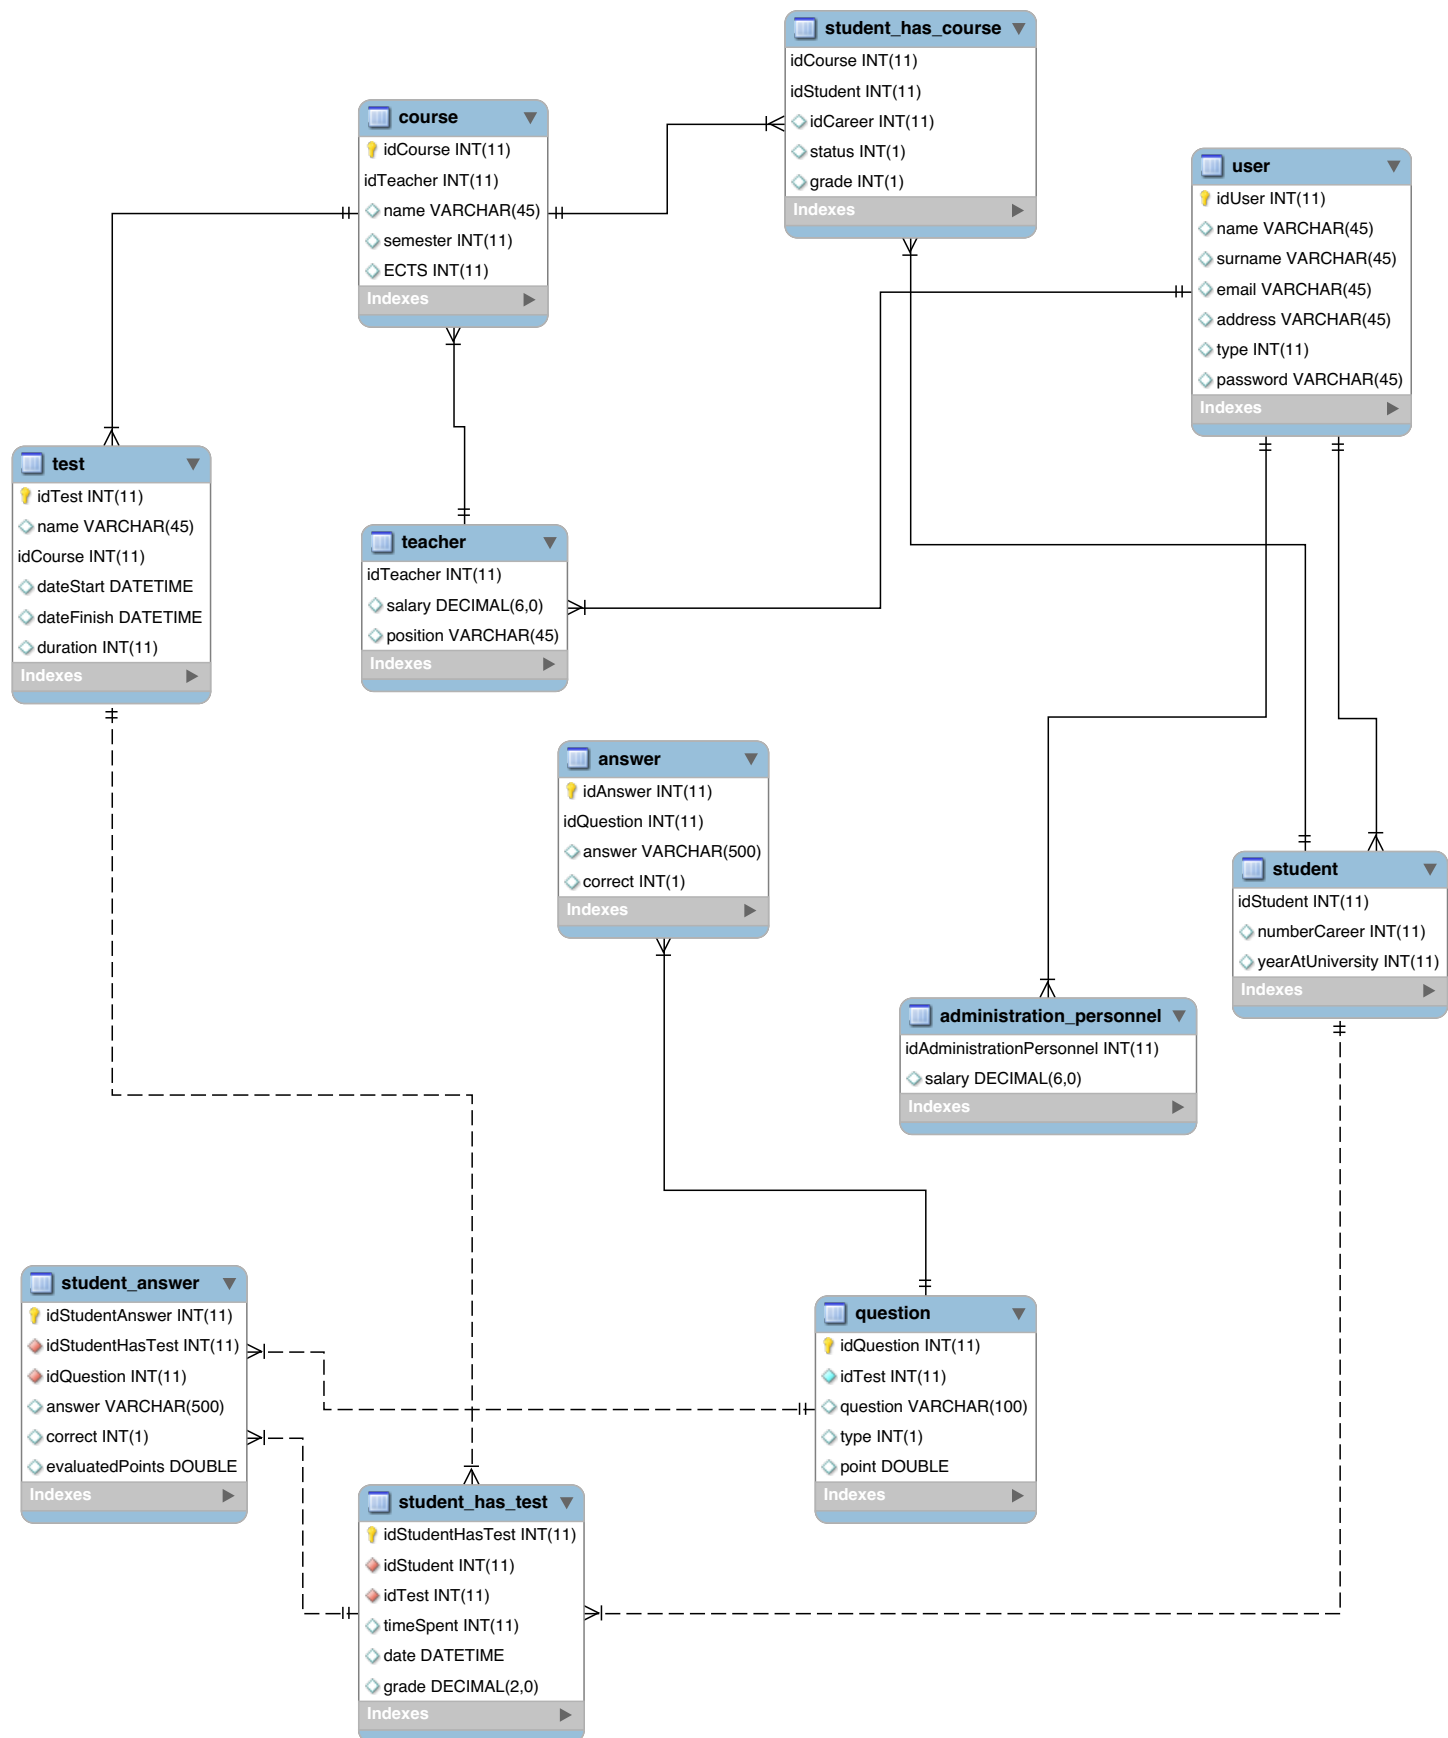 student_has_course
idCourse INT(11)
idStudent INT(11)
idCareer INT(11)
status INT(1)
grade INT(1)
Indexes
course
idCourse INT(11)
idTeacher INT(11)
name VARCHAR(45)
semester INT(11)
ECTS INT(11)
Indexes
user
idUser INT(11)
name VARCHAR(45)
surname VARCHAR(45)
email VARCHAR(45)
address VARCHAR(45)
type INT(11)
password VARCHAR(45)
Indexes
test
idTest INT(11)
name VARCHAR(45)
idCourse INT(11)
dateStart DATETIME
dateFinish DATETIME
duration INT(11)
Indexes
teacher
idTeacher INT(11)
salary DECIMAL(6,0)
position VARCHAR(45)
Indexes
answer
idAnswer INT(11)
idQuestion INT(11)
answer VARCHAR(500)
correct INT(1)
Indexes
student
idStudent INT(11)
numberCareer INT(11)
yearAtUniversity INT(11)
Indexes
administration_personnel
idAdministrationPersonnel INT(11)
salary DECIMAL(6,0)
Indexes
student_answer
idStudentAnswer INT(11)
idStudentHasTest INT(11)
idQuestion INT(11)
answer VARCHAR(500)
correct INT(1)
evaluatedPoints DOUBLE
Indexes
question
idQuestion INT(11)
idTest INT(11)
question VARCHAR(100)
type INT(1)
point DOUBLE
Indexes
student_has_test
idStudentHasTest INT(11)
idStudent INT(11)
idTest INT(11)
timeSpent INT(11)
date DATETIME
grade DECIMAL(2,0)
Indexes